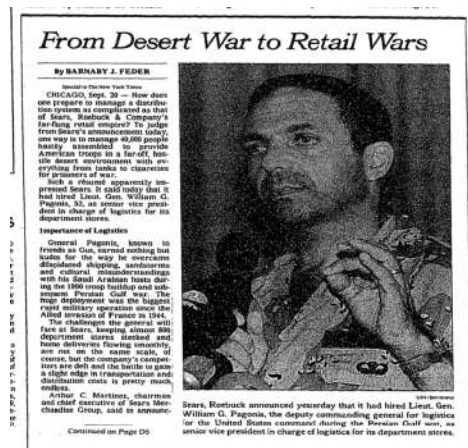 From Desert War to Retail Wars
By BARNABY J. FEDER
Special to The New York Times
CHICAGO, Sept. 20 — How does
one prepare to manage a distribu-
tion system as complicated as that
of Sears, Roebuck & Company's
far-flung retail empire? To judge
from Sears's announcement today,
one way is to manage 40,000 people
hastily assembled to provide
American troops in a far-off, hos-
tile desert environment with ev-
erything from tanks to cigarettes
for prisoners of war.
Such a résumé apparently im-
pressed Sears. It said today that it
had hired Lieut. Gen. William G.
Pagonis, 52, as senior vice presi-
dent in charge of logistics for its
department stores.
Importance of Logistics
General Pagonis, known to
friends as Gus, earned nothing but
kudos for the way he overcame
dilapidated shipping, sandstorms
and cultural misunderstandings
with his Saudi Arabian hosts dur-
ing the 1990 troop buildup and sub-
sequent Persian Gulf war. The
huge deployment was the biggest
rapid military operation since the
Allied invasion of France in 1944.
The challenges the general will
face at Sears, keeping almost 800
department stores stocked and
home deliveries flowing smoothly,
are not on the same scale, of
course, but the company's compet-
itors are deft and the battle to gain
a slight edge in transportation and
distribution costs is pretty much
endless.
Arthur C. Martinez, chairman
and chief executive of Sears Mer-
chandise Group, said in announc-
Continued on Page D5
Sears, Roebuck announced yesterday that it had hired Lieut. Gen.
William G. Pagonis, the deputy commanding general for logistics
for the United States command during the Persian Gulf war, as
senior vice president in charge of logistics for its department stores.